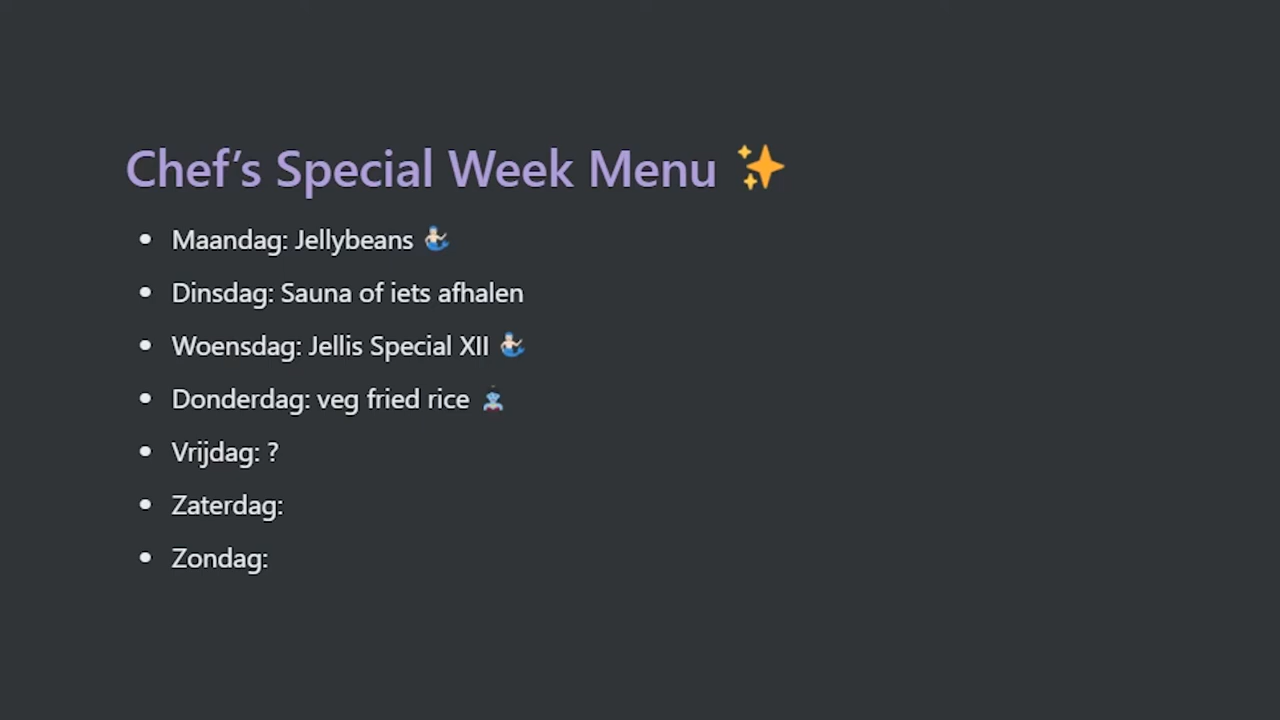 Chef’s Special Week Menu ✨
• Maandag: Jellybeans 🧜🏻‍♂️
• Dinsdag: Sauna of iets afhalen
• Woensdag: Jellis Special XII 🧜🏻‍♂️
• Donderdag: veg fried rice 🧞‍♂️
• Vrijdag: ?
• Zaterdag:
• Zondag: